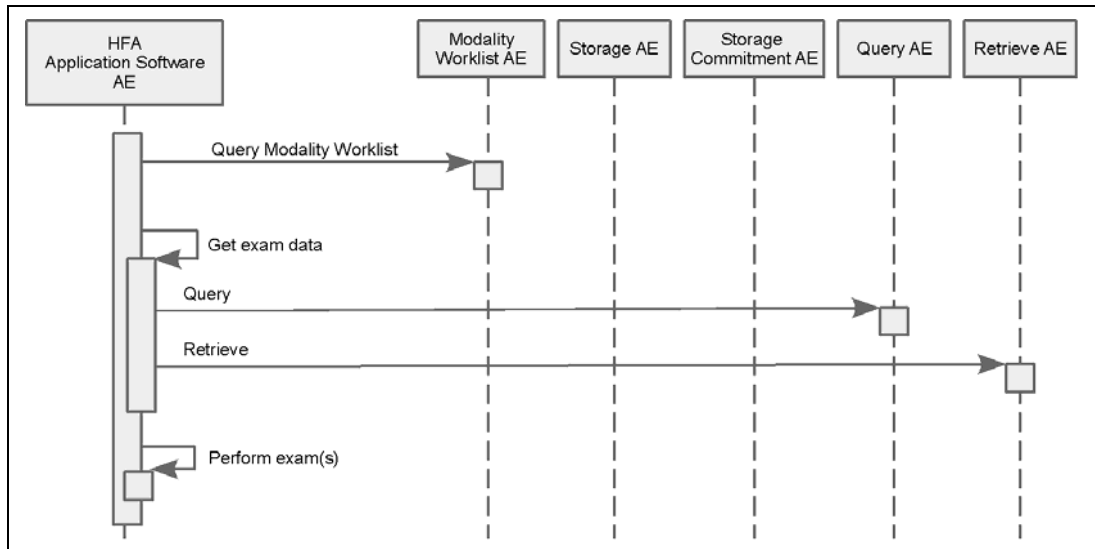 HFA
Application Software
AE
Modality
Worklist AE
Storage AE
Storage
Commitment AE
Query AE
Retrieve AE
Query Modality Worklist
Get exam data
Query
Retrieve
Perform exam(s)